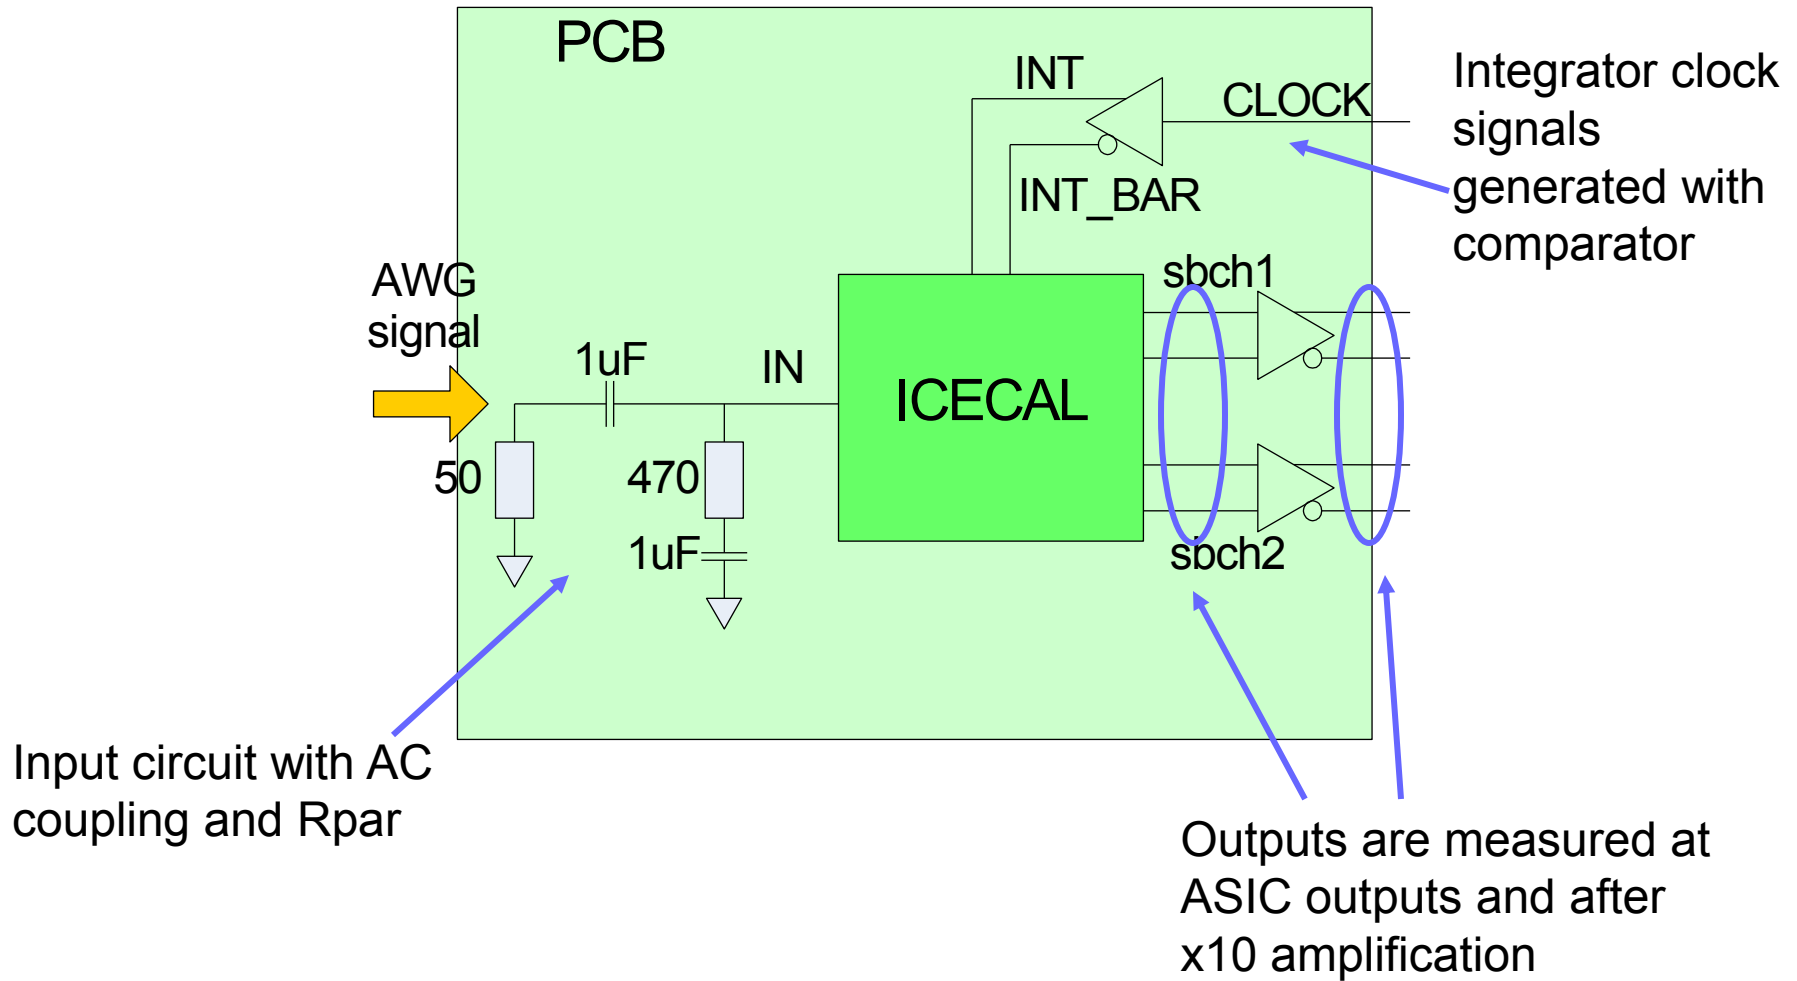 PCB
INT
CLOCK
INT_BAR
Integrator clock
signals
generated with
comparator
AWG
signal
sbch1
1uF
IN
ICECAL
50
470
1uF
sbch2
Input circuit with AC
coupling and Rpar
Outputs are measured at
ASIC outputs and after
x10 amplification